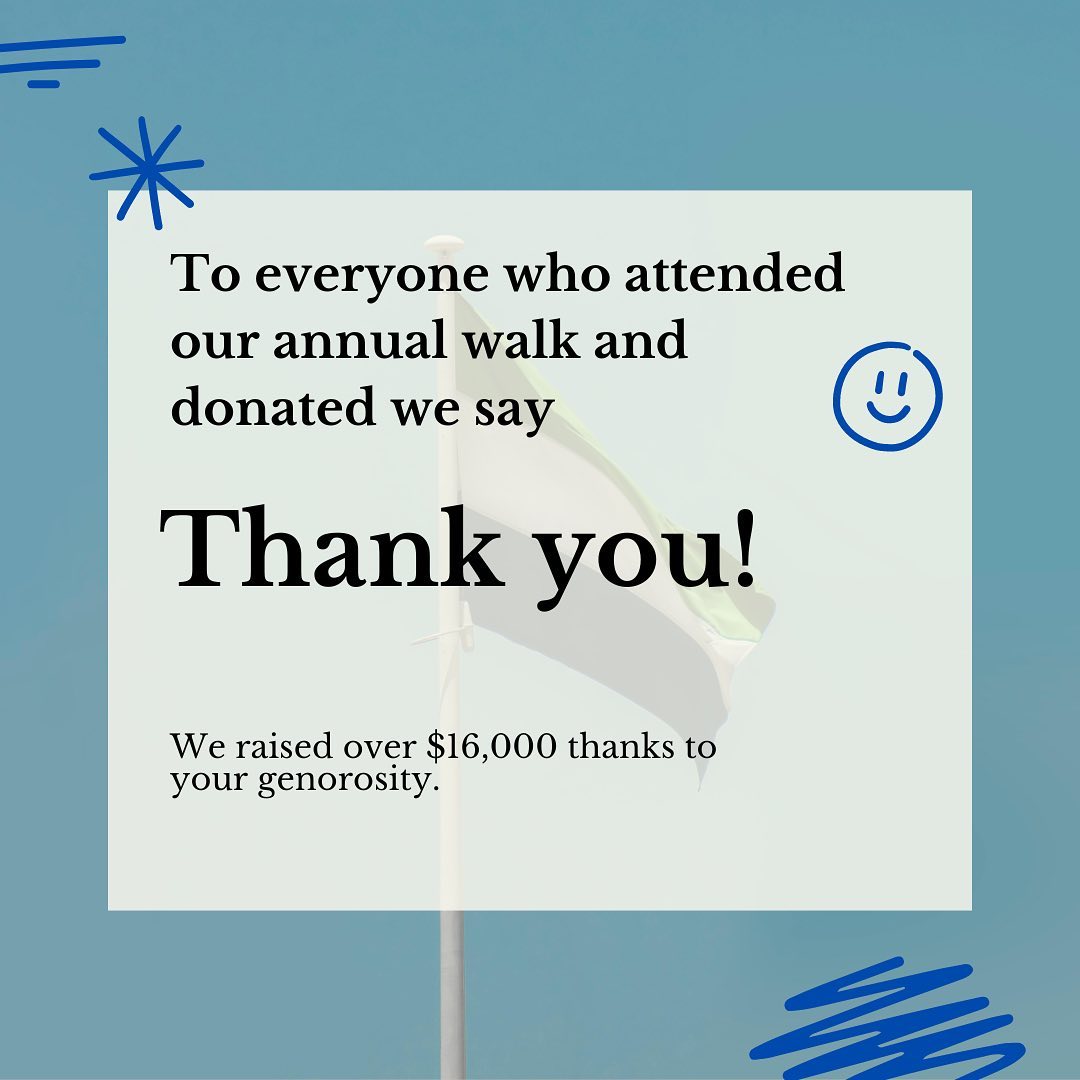 To everyone who attended
our annual walk and
donated we say
Thank you!
We raised over $16,000 thanks to
your genorosity.